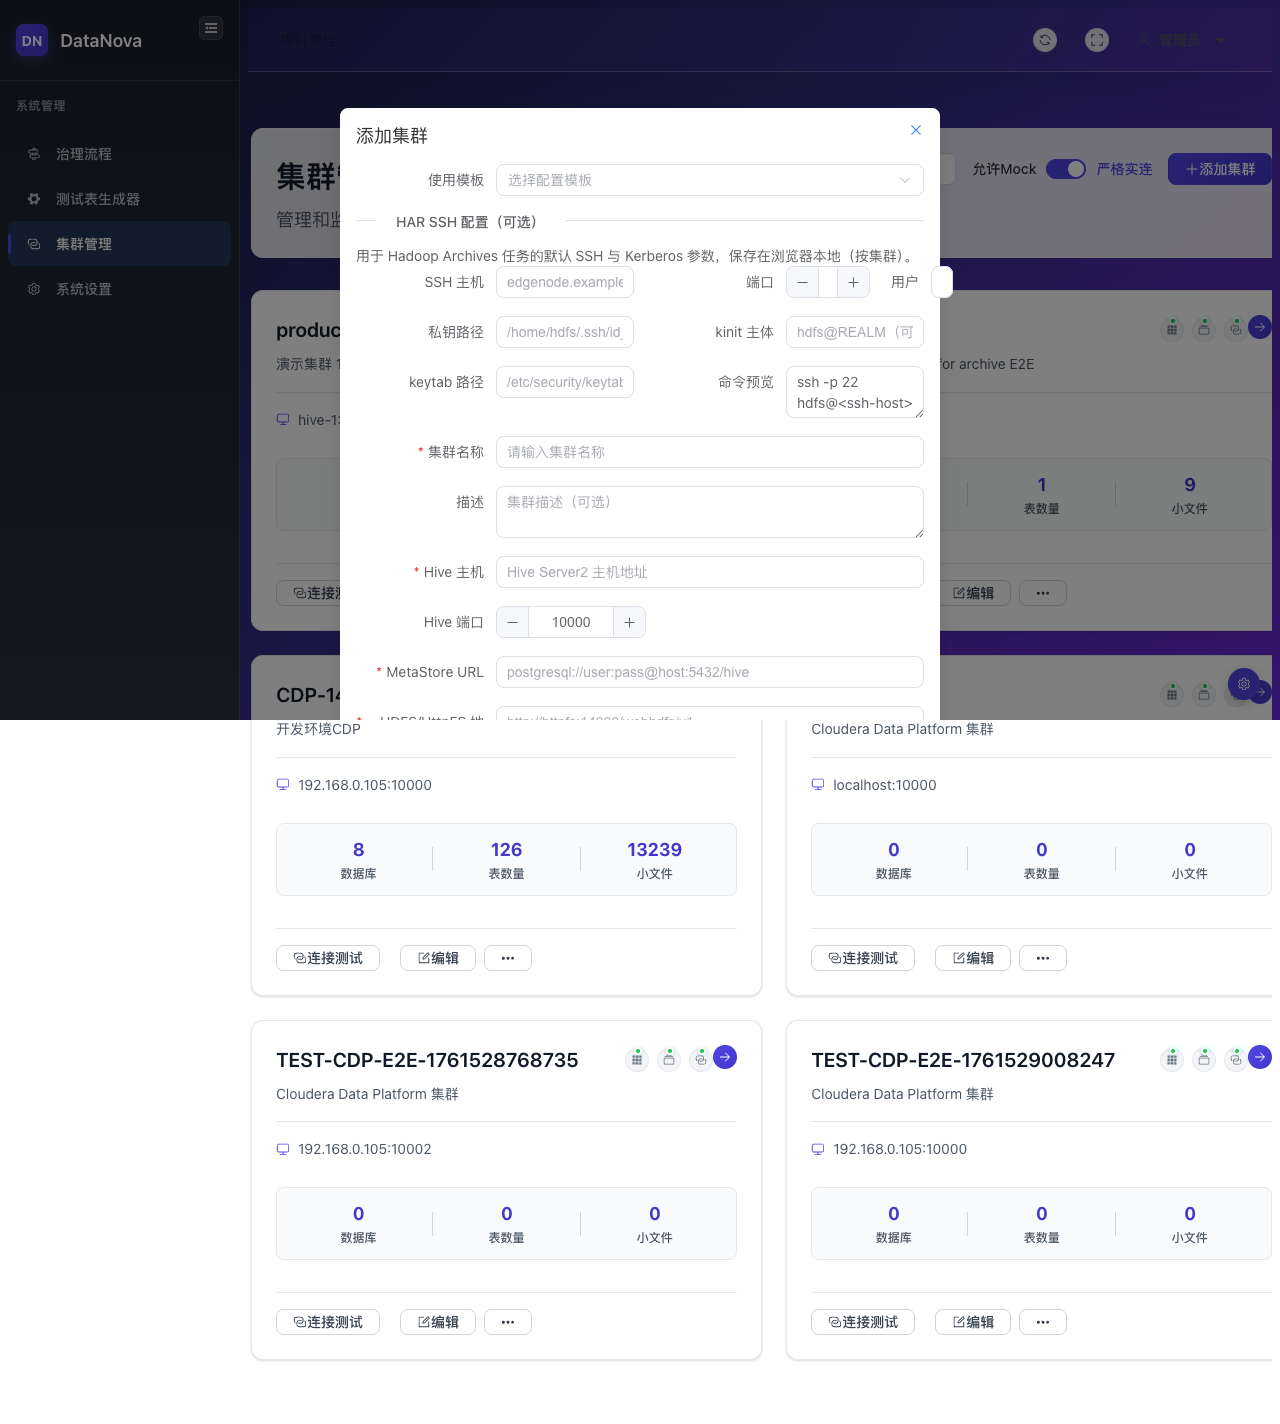 DN DataNova
集群管理
管理员
系统管理
治理流程
测试表生成器
集群管理
系统设置
集群
管理和监
允许Mock 严格实连 添加集群
添加集群
使用模板 选择配置模板
HAR SSH 配置（可选）
用于 Hadoop Archives 任务的默认 SSH 与 Kerberos 参数，保存在浏览器本地（按集群）。
SSH 主机 edgenode.example 端口 用户
私钥路径 /home/hdfs/.ssh/id_ kinit 主体 hdfs@REALM（可
keytab 路径 /etc/security/keytab 命令预览 ssh -p 22
hdfs@<ssh-host>
* 集群名称 请输入集群名称
描述 集群描述（可选）
* Hive 主机 Hive Server2 主机地址
Hive 端口 10000
* MetaStore URL postgresql://user:pass@host:5432/hive
produc
演示集群 1
for archive E2E
hive-1
1 9
表数量 小文件
连接测
编辑
CDP-14
开发环境CDP
Cloudera Data Platform 集群
192.168.0.105:10000
localhost:10000
8 126 13239
数据库 表数量 小文件
0 0 0
数据库 表数量 小文件
连接测试 编辑
连接测试 编辑
TEST-CDP-E2E-1761528768735
Cloudera Data Platform 集群
192.168.0.105:10002
0 0 0
数据库 表数量 小文件
连接测试 编辑
TEST-CDP-E2E-1761529008247
Cloudera Data Platform 集群
192.168.0.105:10000
0 0 0
数据库 表数量 小文件
连接测试 编辑